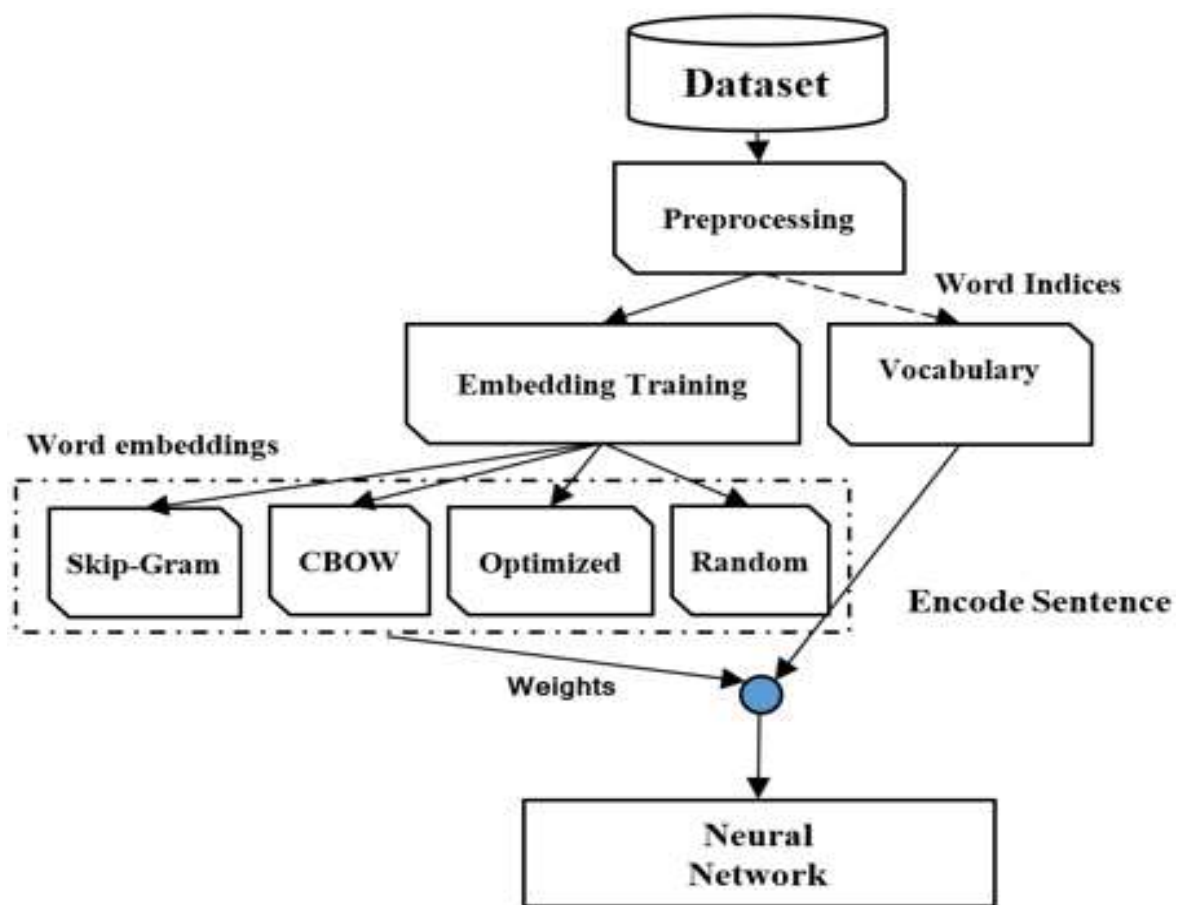 Dataset
Preprocessing
Word Indices
Embedding Training
Vocabulary
Word embeddings
Skip-Gram
CBOW
Optimized
Random
Encode Sentence
Weights
Neural
Network